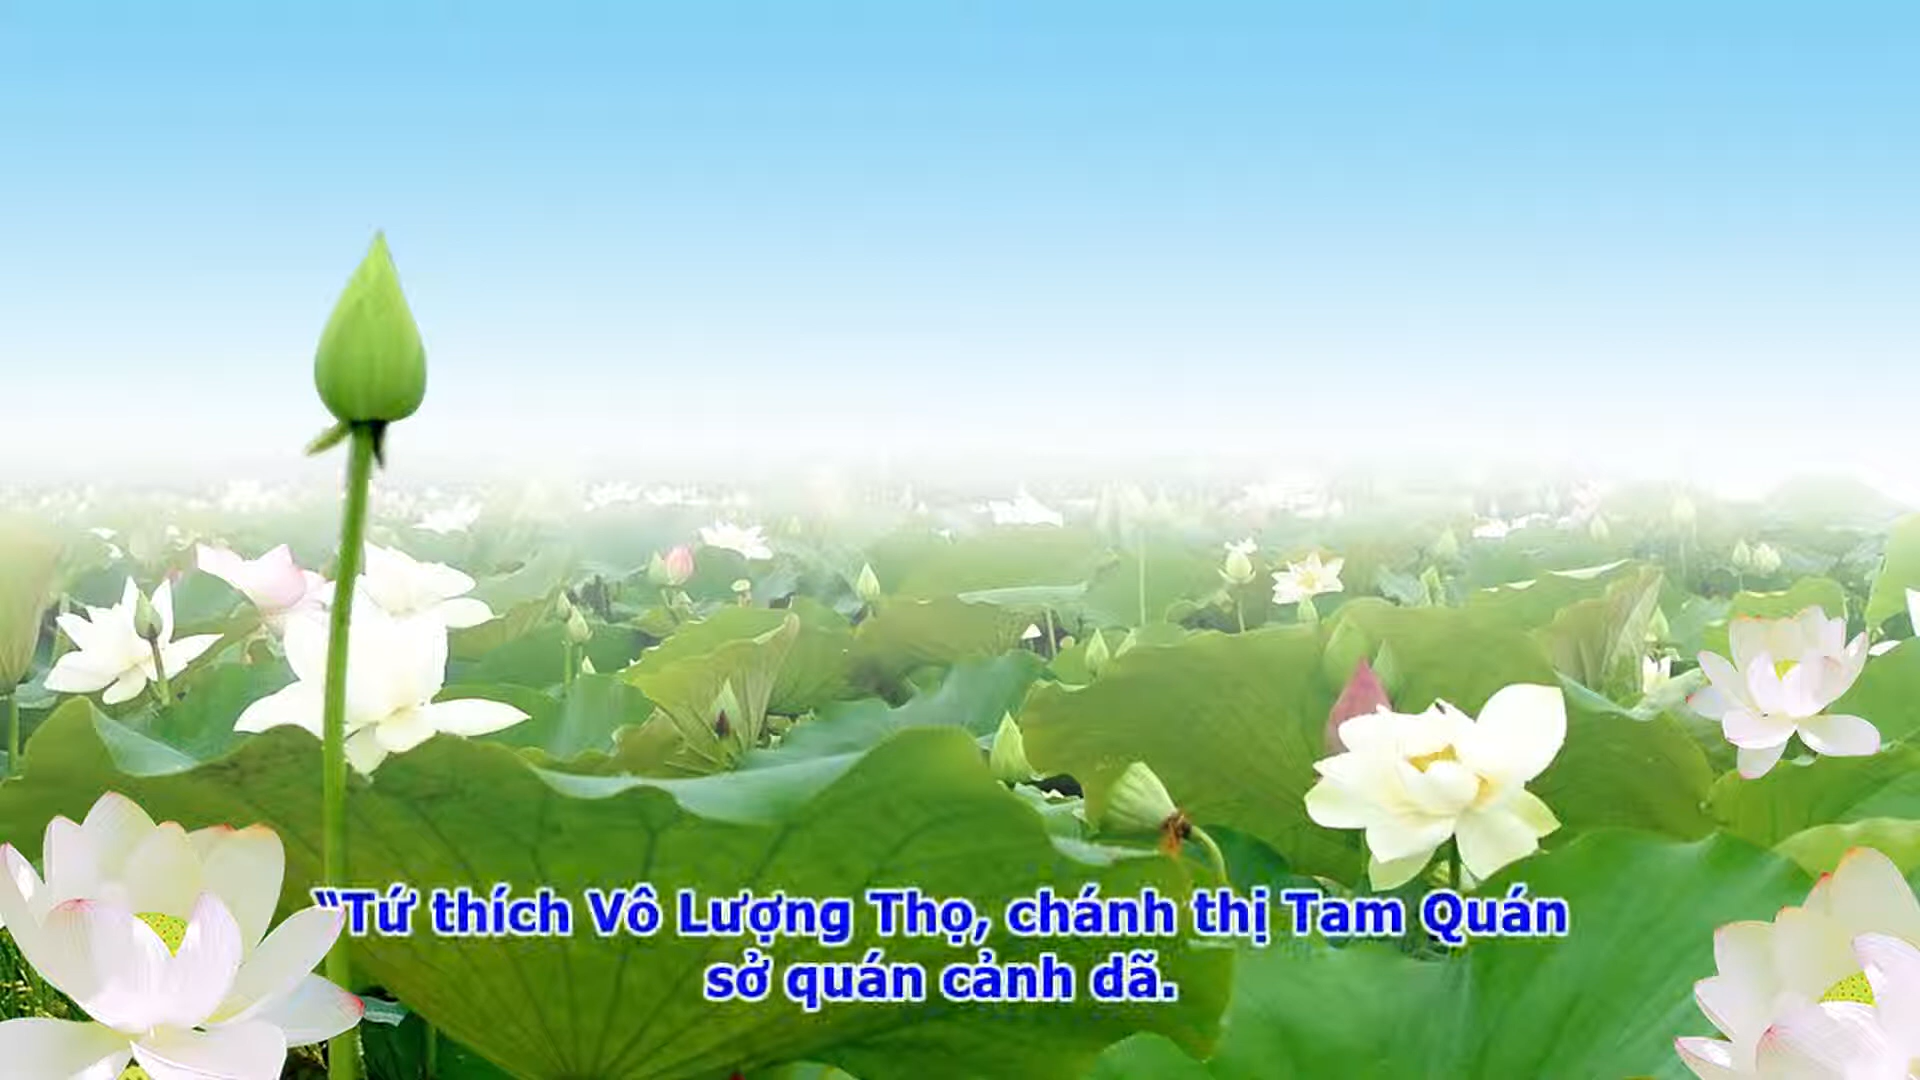 “Tứ thích Vô Lượng Thọ, chánh thị Tam Quán
sở quán cảnh dã.